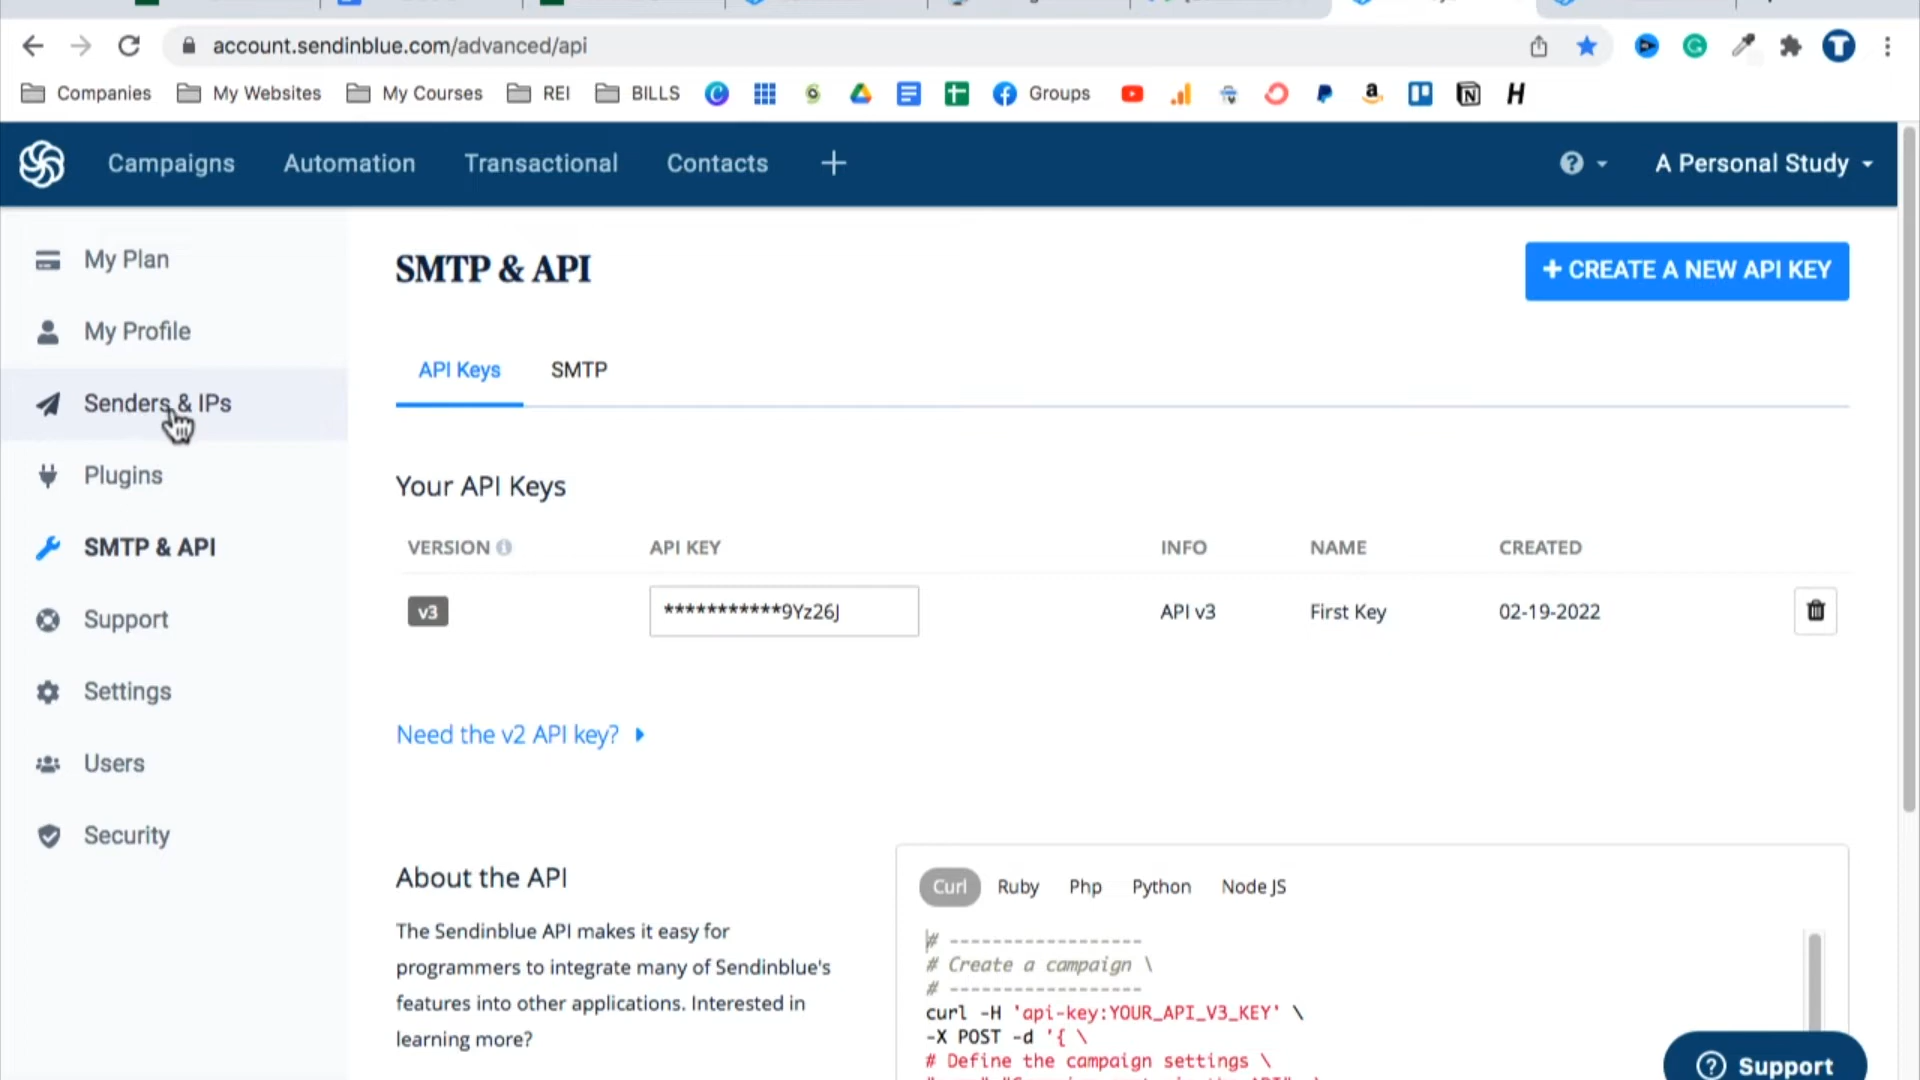 account.sendinblue.com/advanced/api
Companies My Websites My Courses REI BILLS Groups
Campaigns Automation Transactional Contacts A Personal Study
My Plan
My Profile
Senders & IPs
Plugins
SMTP & API
Support
Settings
Users
Security
SMTP & API
+ CREATE A NEW API KEY
API Keys SMTP
Your API Keys
VERSION API KEY INFO NAME CREATED
v3 ***********9Yz26J API v3 First Key 02-19-2022
Need the v2 API key?
About the API
The Sendinblue API makes it easy for
programmers to integrate many of Sendinblue's
features into other applications. Interested in
learning more?
Curl Ruby Php Python Node JS
# ------------------
# Create a campaign \
# ------------------
curl -H 'api-key:YOUR_API_V3_KEY' \
-X POST -d '{ \
# Define the campaign settings \
Support